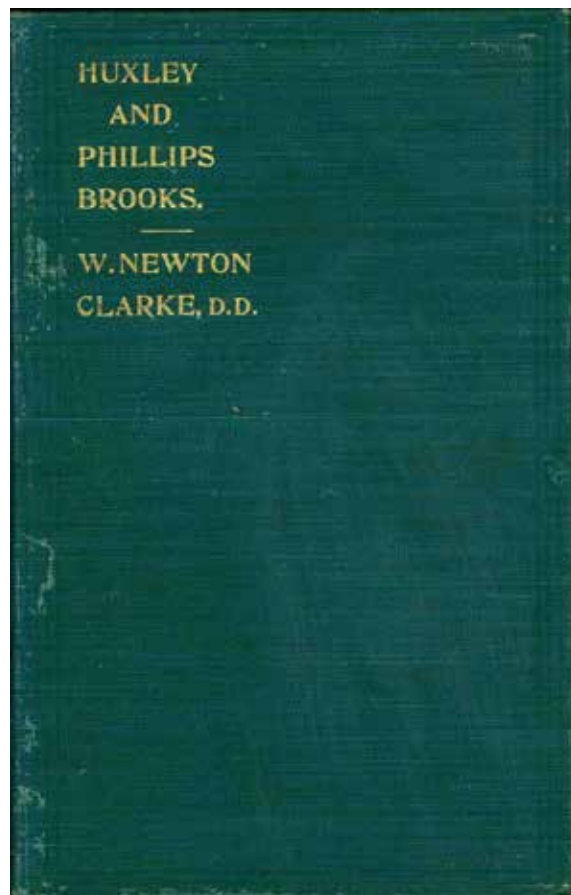 HUXLEY
AND
PHILLIPS
BROOKS.
W. NEWTON
CLARKE, D.D.